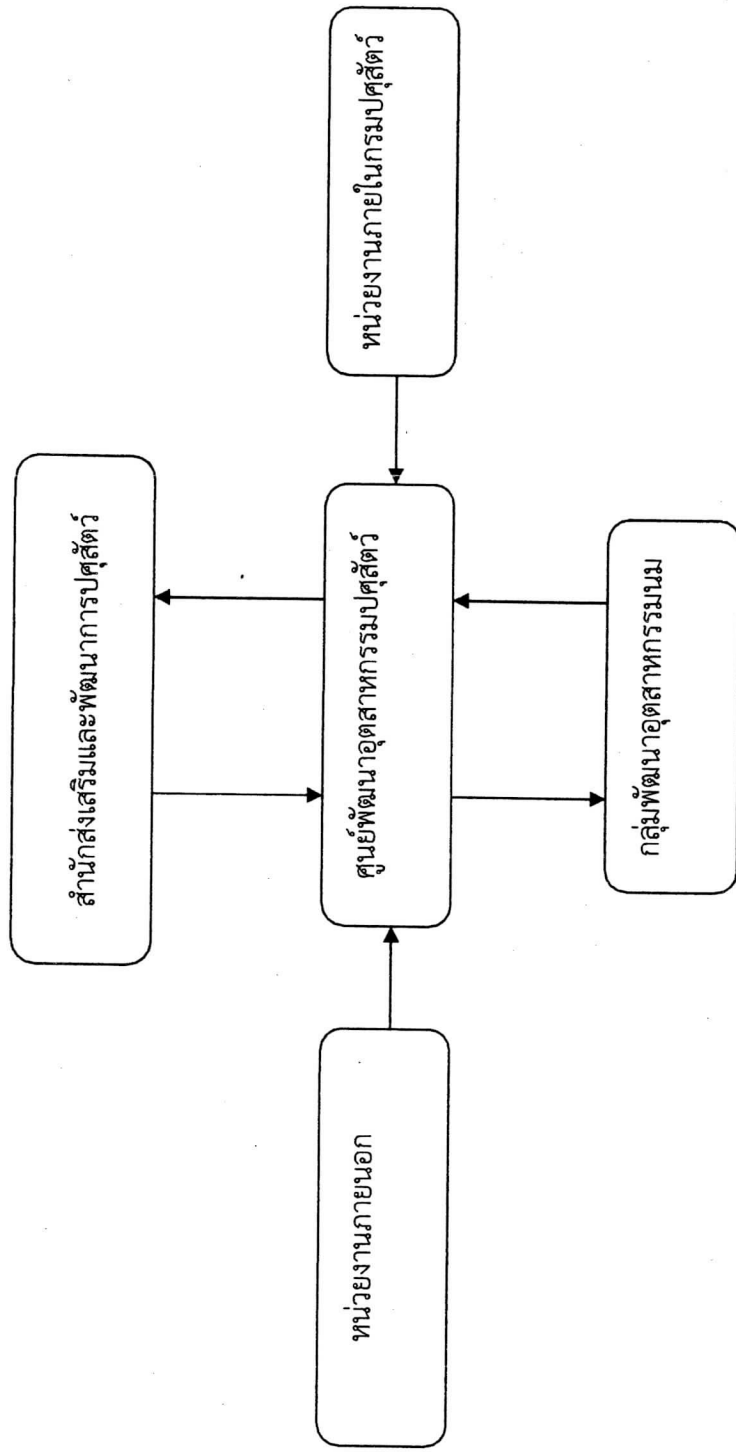 สำนักส่งเสริมและพัฒนาการปศุสัตว์
หน่วยงานภายนอก
ศูนย์พัฒนาอุตสาหกรรมปศุสัตว์
หน่วยงานภายในกรมปศุสัตว์
กลุ่มพัฒนาอุตสาหกรรมนม